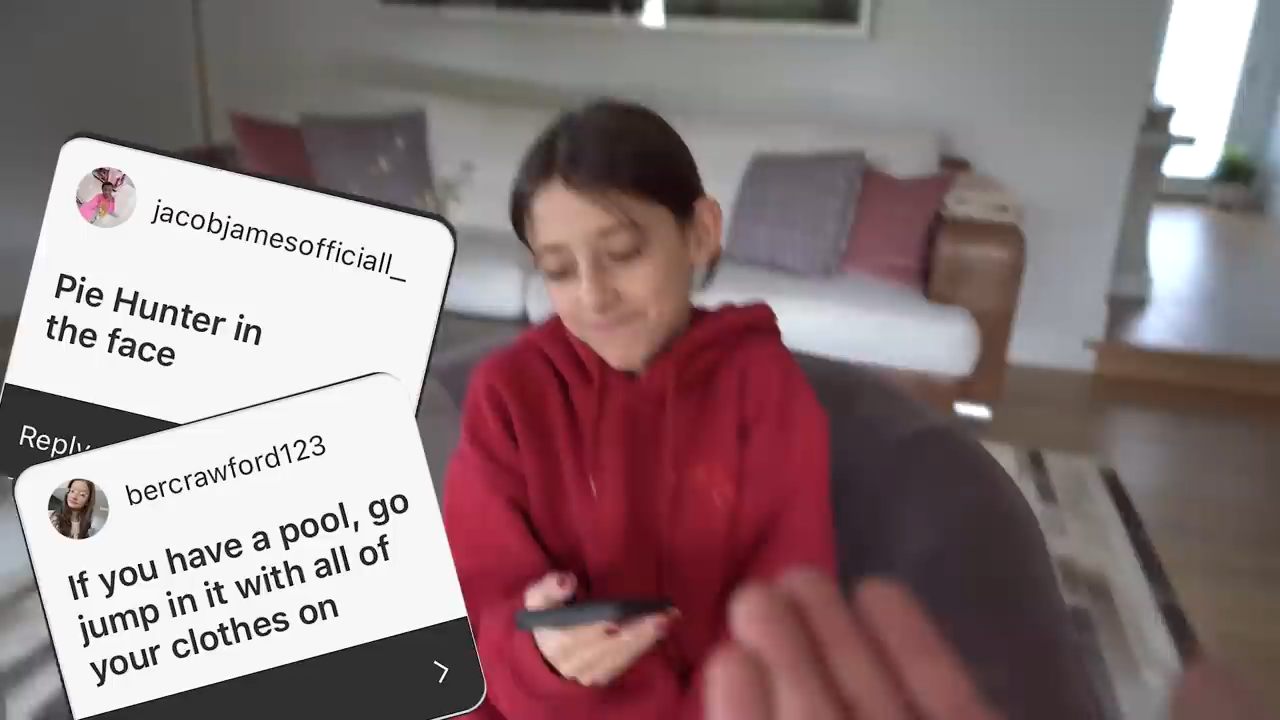 jacobjamesofficiall_
Pie Hunter in
the face
Reply
bercrawford123
If you have a pool, go
jump in it with all of
your clothes on